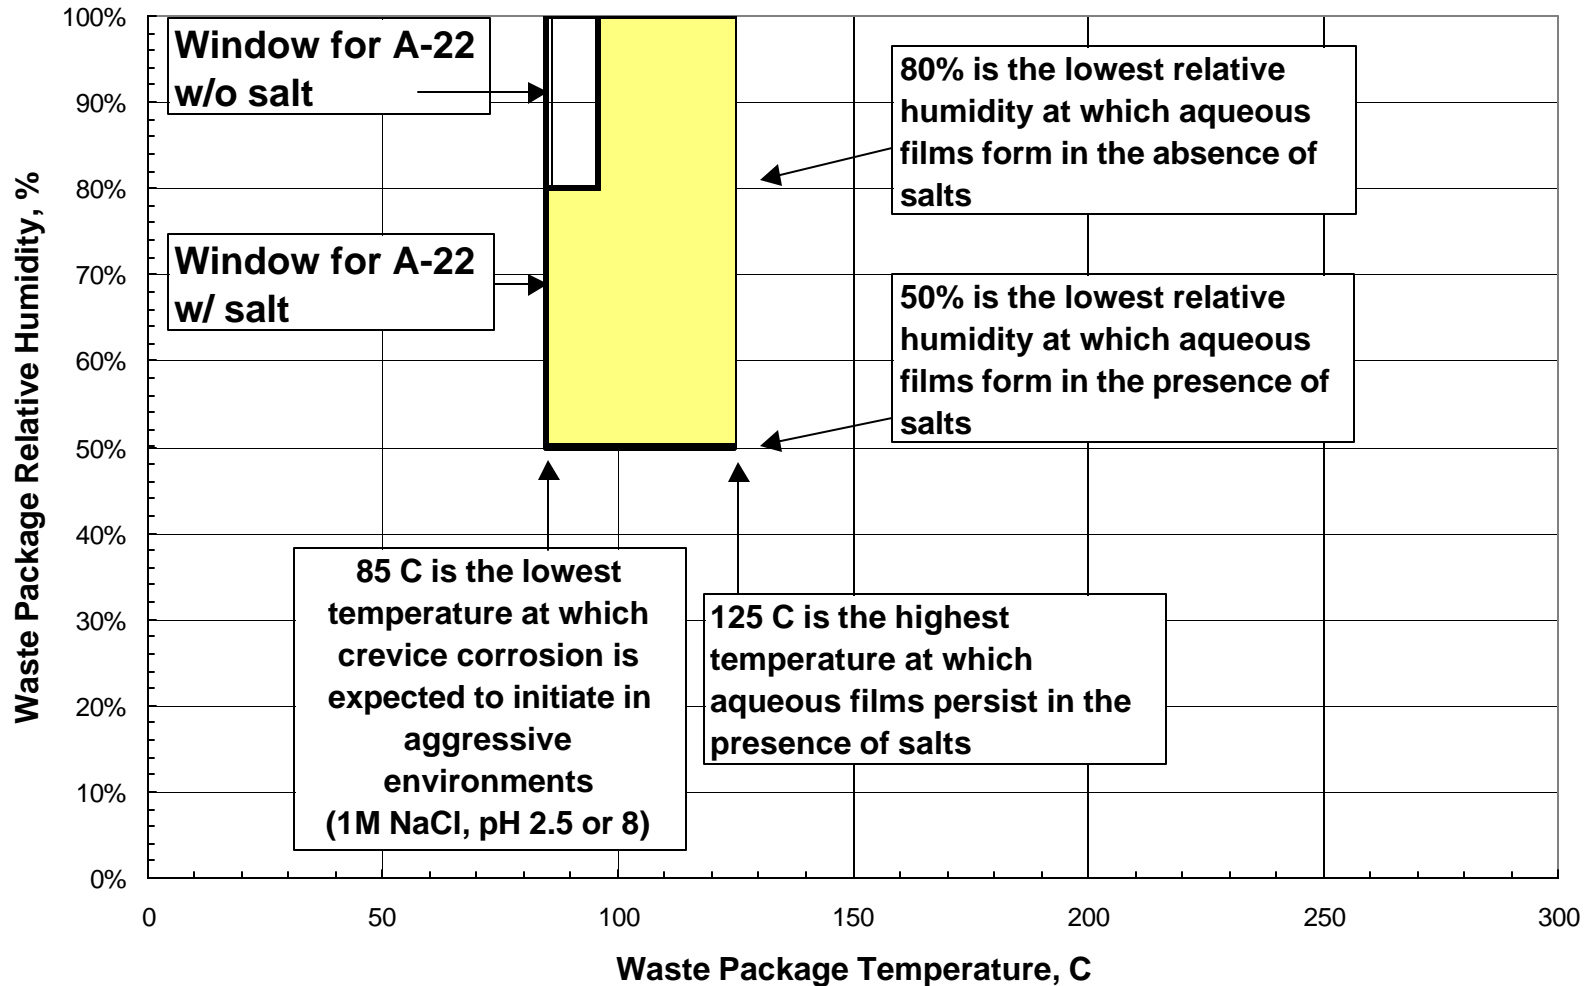 100%
90%
80%
70%
60%
50%
40%
30%
20%
10%
0%
Waste Package Relative Humidity, %
Window for A-22
w/o salt
Window for A-22
w/ salt
80% is the lowest relative
humidity at which aqueous
films form in the absence of
salts
50% is the lowest relative
humidity at which aqueous
films form in the presence of
salts
85 C is the lowest
temperature at which
crevice corrosion is
expected to initiate in
aggressive
environments
(1M NaCl, pH 2.5 or 8)
125 C is the highest
temperature at which
aqueous films persist in the
presence of salts
0 50 100 150 200 250 300
Waste Package Temperature, C